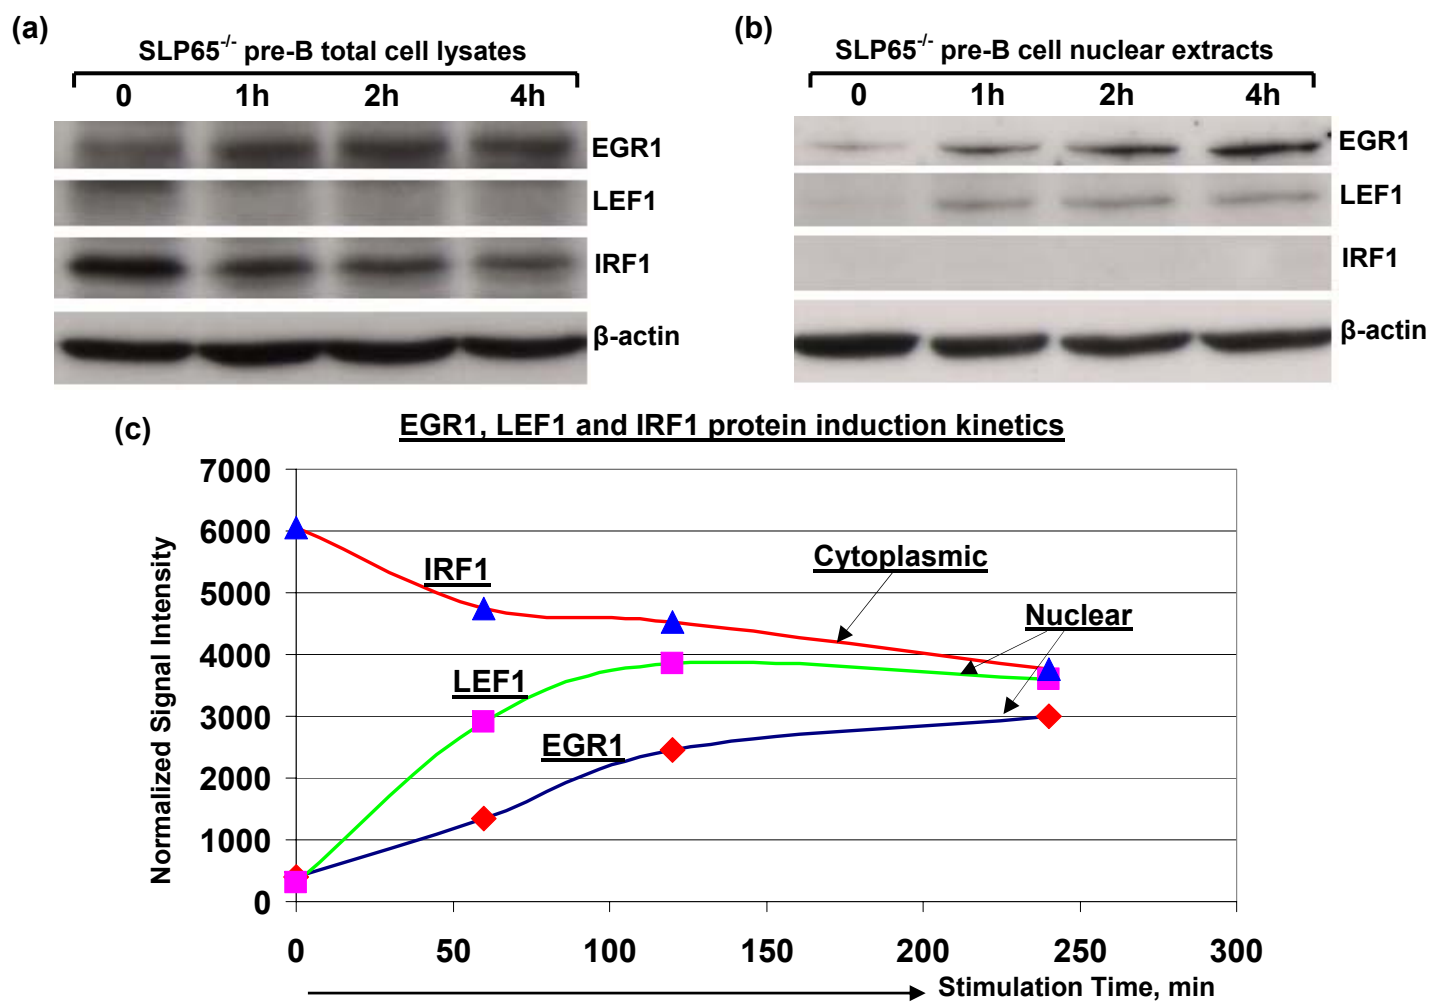 (a)
SLP65-/- pre-B total cell lysates
0 1h 2h 4h
EGR1
LEF1
IRF1
β-actin
(b)
SLP65-/- pre-B cell nuclear extracts
0 1h 2h 4h
EGR1
LEF1
IRF1
β-actin
(c)
EGR1, LEF1 and IRF1 protein induction kinetics
Normalized Signal Intensity
7000
6000
5000
4000
3000
2000
1000
0
IRF1
LEF1
EGR1
Cytoplasmic
Nuclear
0 50 100 150 200 250 300
Stimulation Time, min